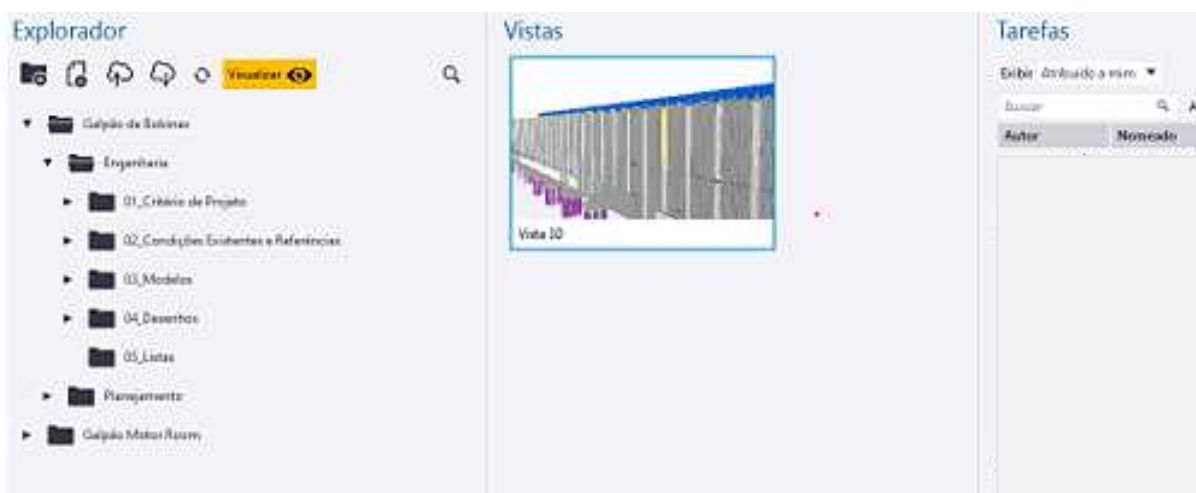 Explorador
Visualizar
Galpão de Bobinas
Engenharia
01_Critério de Projeto
02_Condições Existentes e Referências
03_Modelos
04_Desenhos
05_Listas
Planejamento
Galpão Motor Room
Vistas
Vista 3D
Tarefas
Exibir Atribuído a mim
Buscar A
Autor Nomeado